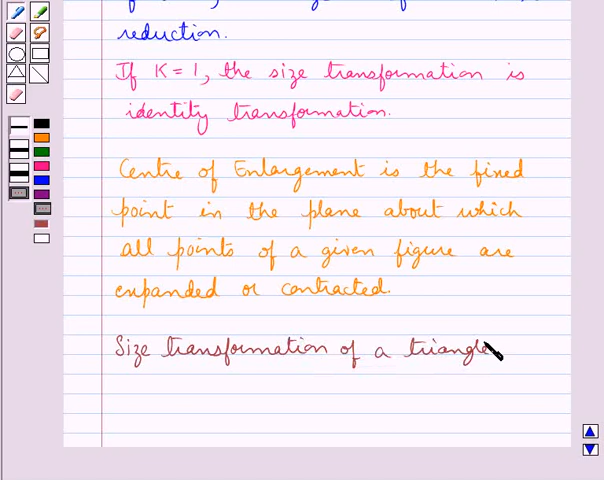 reduction.
If K = 1, the size transformation is
identity transformation.
Centre of Enlargement is the fixed
point in the plane about which
all points of a given figure are
expanded or contracted.
Size transformation of a triangle